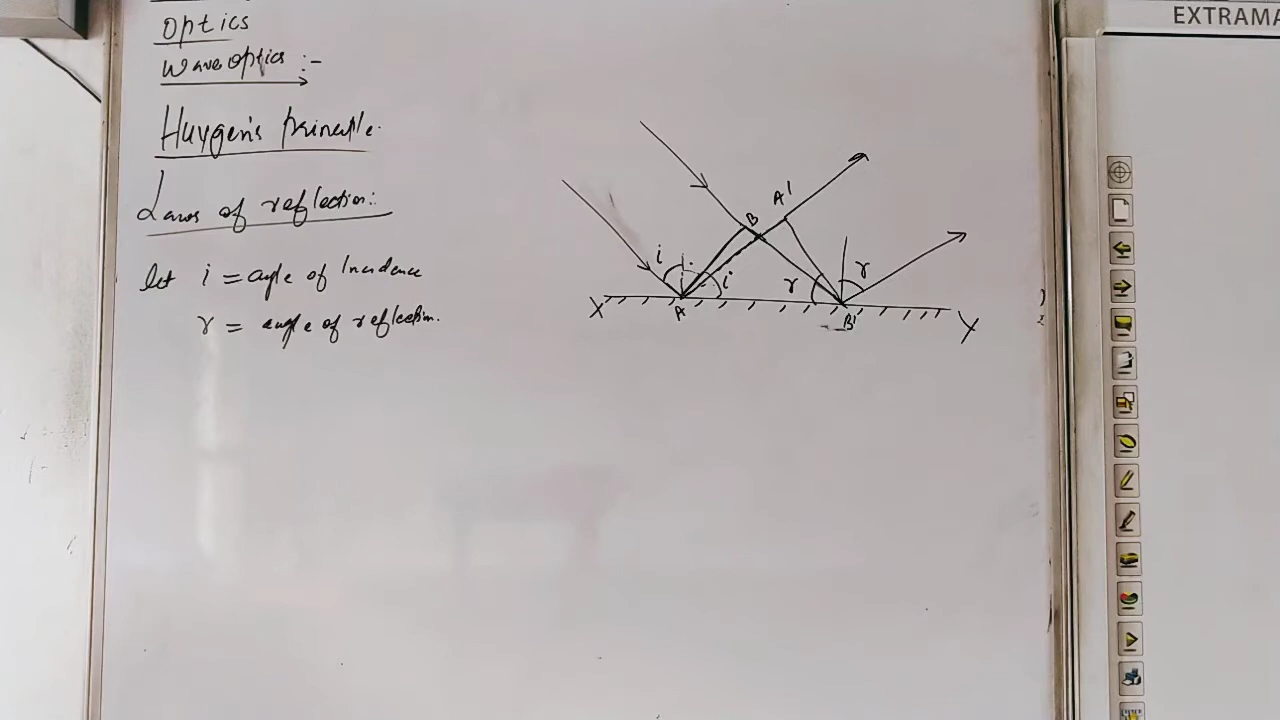 Optics
Wave optics :-
Huygen's principle.
Laws of reflection:
let i = angle of Incidence
r = angle of reflection.
B A'
i i r r
X A B' Y
EXTRAMA